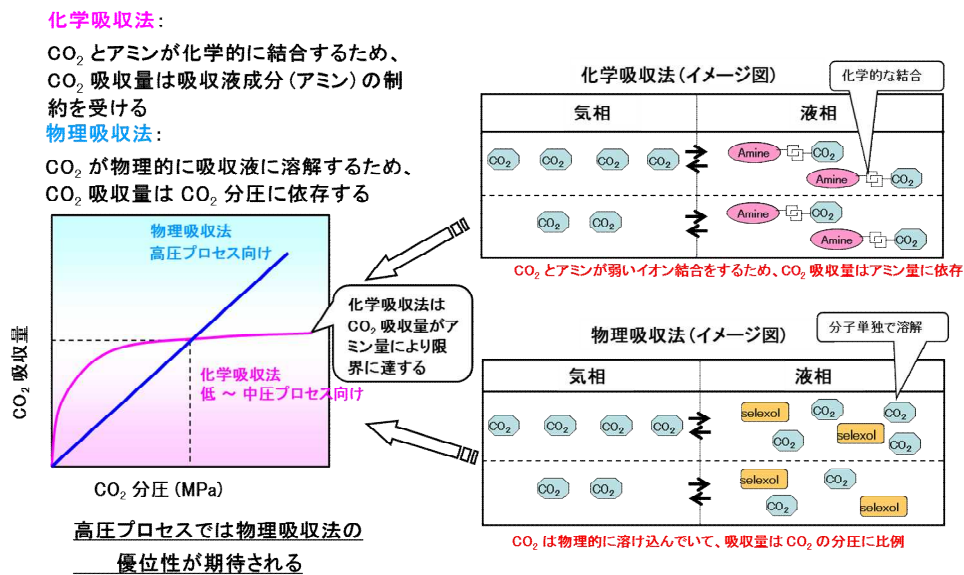 化学吸収法：
CO₂とアミンが化学的に結合するため、
CO₂吸収量は吸収液成分（アミン）の制
約を受ける
物理吸収法：
CO₂が物理的に吸収液に溶解するため、
CO₂吸収量はCO₂分圧に依存する
物理吸収法
高圧プロセス向け
化学吸収法は
CO₂吸収量がア
ミン量により限
界に達する
化学吸収法
低～中圧プロセス向け
CO₂吸収量
CO₂分圧(MPa)
高圧プロセスでは物理吸収法の
優位性が期待される
化学吸収法（イメージ図）
化学的な結合
気相 液相
CO₂ CO₂ CO₂ CO₂ Amine CO₂
Amine CO₂
CO₂ CO₂ Amine CO₂
Amine CO₂
CO₂とアミンが弱いイオン結合をするため、CO₂吸収量はアミン量に依存
物理吸収法（イメージ図）
分子単独で溶解
気相 液相
CO₂ CO₂ CO₂ CO₂ selexol CO₂ CO₂
CO₂ selexol CO₂
CO₂ CO₂ selexol CO₂
CO₂ selexol
CO₂は物理的に溶け込んでいて、吸収量はCO₂の分圧に比例